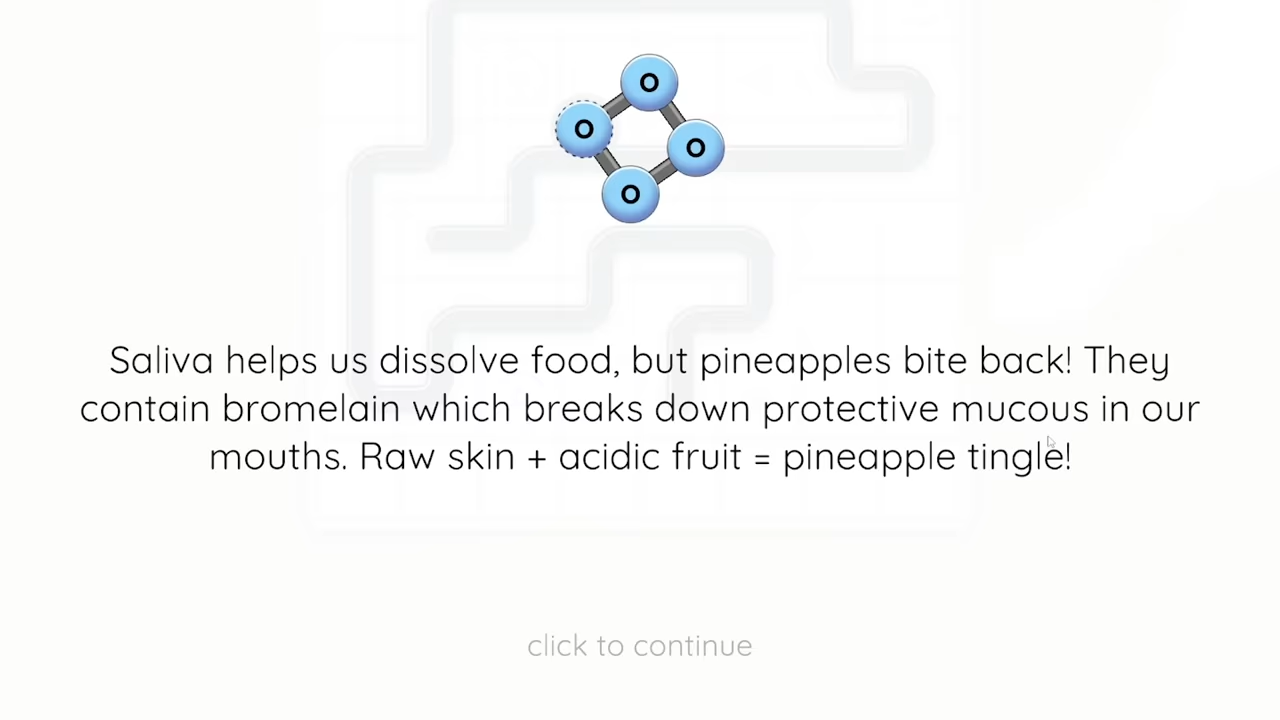 O
O
O
O
Saliva helps us dissolve food, but pineapples bite back! They
contain bromelain which breaks down protective mucous in our
mouths. Raw skin + acidic fruit = pineapple tingle!
click to continue